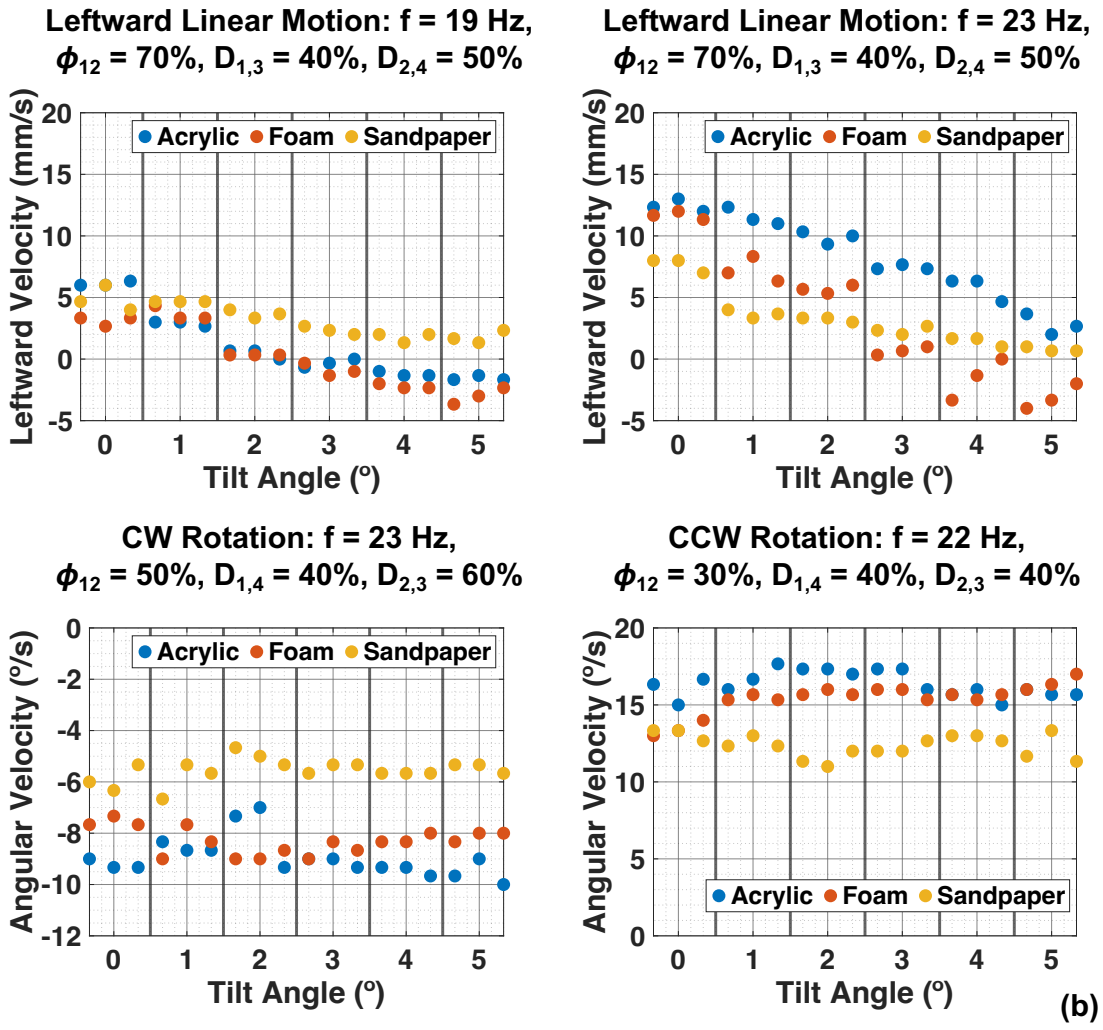 Leftward Linear Motion: f = 19 Hz,
ϕ12 = 70%, D1,3 = 40%, D2,4 = 50%
20
15
10
5
0
-5
Leftward Velocity (mm/s)
Acrylic Foam Sandpaper
0 1 2 3 4 5
Tilt Angle (º)
Leftward Linear Motion: f = 23 Hz,
ϕ12 = 70%, D1,3 = 40%, D2,4 = 50%
20
15
10
5
0
-5
Leftward Velocity (mm/s)
Acrylic Foam Sandpaper
0 1 2 3 4 5
Tilt Angle (º)
CW Rotation: f = 23 Hz,
ϕ12 = 50%, D1,4 = 40%, D2,3 = 60%
0
-2
-4
-6
-8
-10
-12
Angular Velocity (º/s)
Acrylic Foam Sandpaper
0 1 2 3 4 5
Tilt Angle (º)
CCW Rotation: f = 22 Hz,
ϕ12 = 30%, D1,4 = 40%, D2,3 = 40%
20
15
10
5
0
Angular Velocity (º/s)
Acrylic Foam Sandpaper
0 1 2 3 4 5
Tilt Angle (º)
(b)